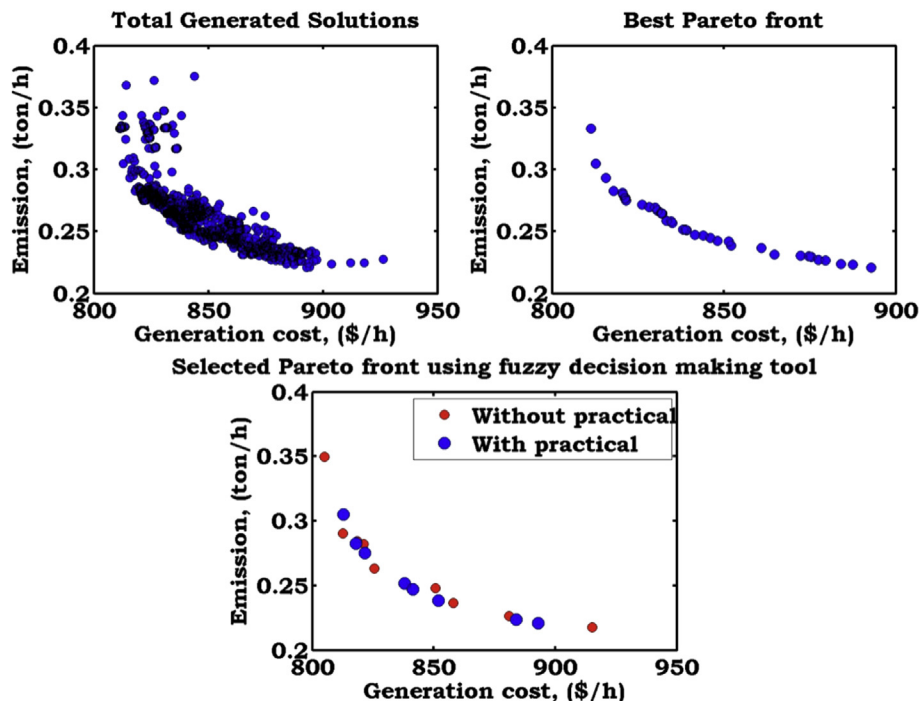 Total Generated Solutions
0.4
0.35
0.3
0.25
0.2
Emission, (ton/h)
800 850 900 950
Generation cost, ($/h)
Best Pareto front
0.4
0.35
0.3
0.25
0.2
Emission, (ton/h)
800 850 900
Generation cost, ($/h)
Selected Pareto front using fuzzy decision making tool
0.4
0.35
0.3
0.25
0.2
Emission, (ton/h)
Without practical
With practical
800 850 900 950
Generation cost, ($/h)